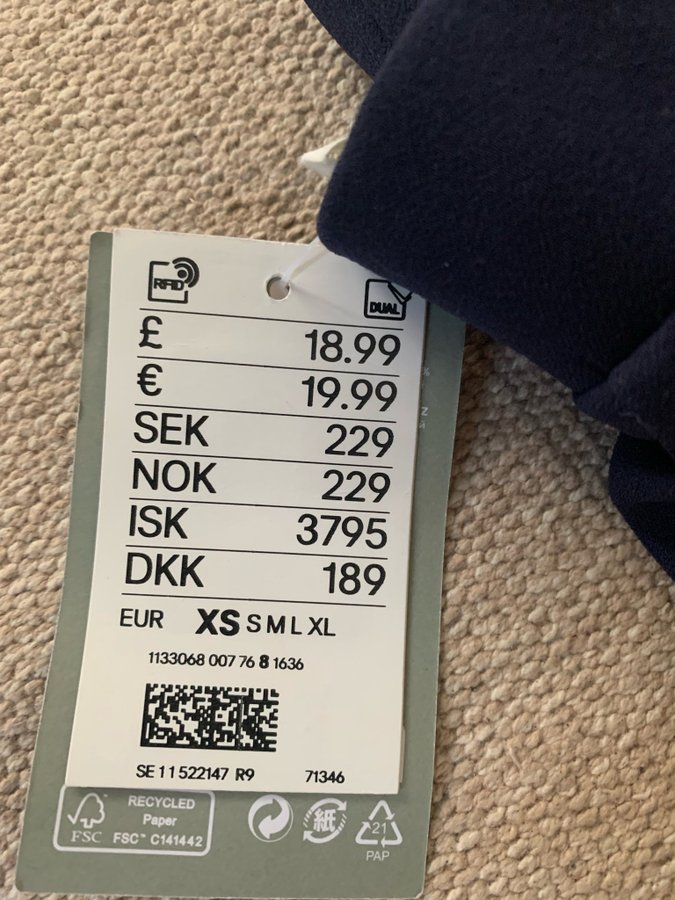 RFID
DUAL
£ 18.99
€ 19.99
SEK 229
NOK 229
ISK 3795
DKK 189
EUR XS S M L XL
1133068 007 76 8 1636
SE 11 522147 R9 71346
FSC
RECYCLED
Paper
FSC™ C141442
紙
21
PAP
%
Z